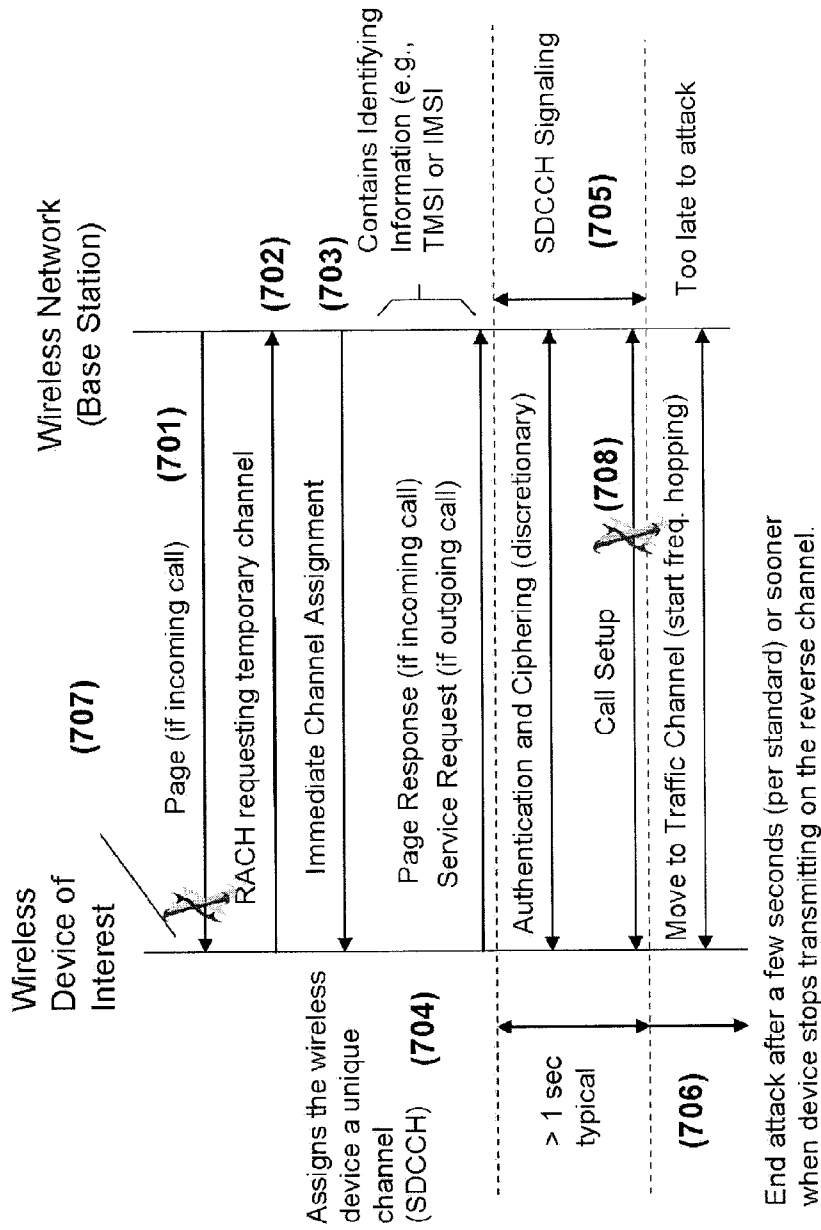 Wireless
Device of
Interest
(707)
Wireless Network
(Base Station)
Page (if incoming call)
(701)
RACH requesting temporary channel
(702)
Immediate Channel Assignment
(703)
Assigns the wireless
device a unique
channel
(SDCCH)
(704)
Page Response (if incoming call)
Service Request (if outgoing call)
Contains Identifying
Information (e.g.,
TMSI or IMSI
Authentication and Ciphering (discretionary)
> 1 sec
typical
SDCCH Signaling
(705)
Call Setup
(708)
Move to Traffic Channel (start freq. hopping)
(706)
Too late to attack
End attack after a few seconds (per standard) or sooner
when device stops transmitting on the reverse channel.